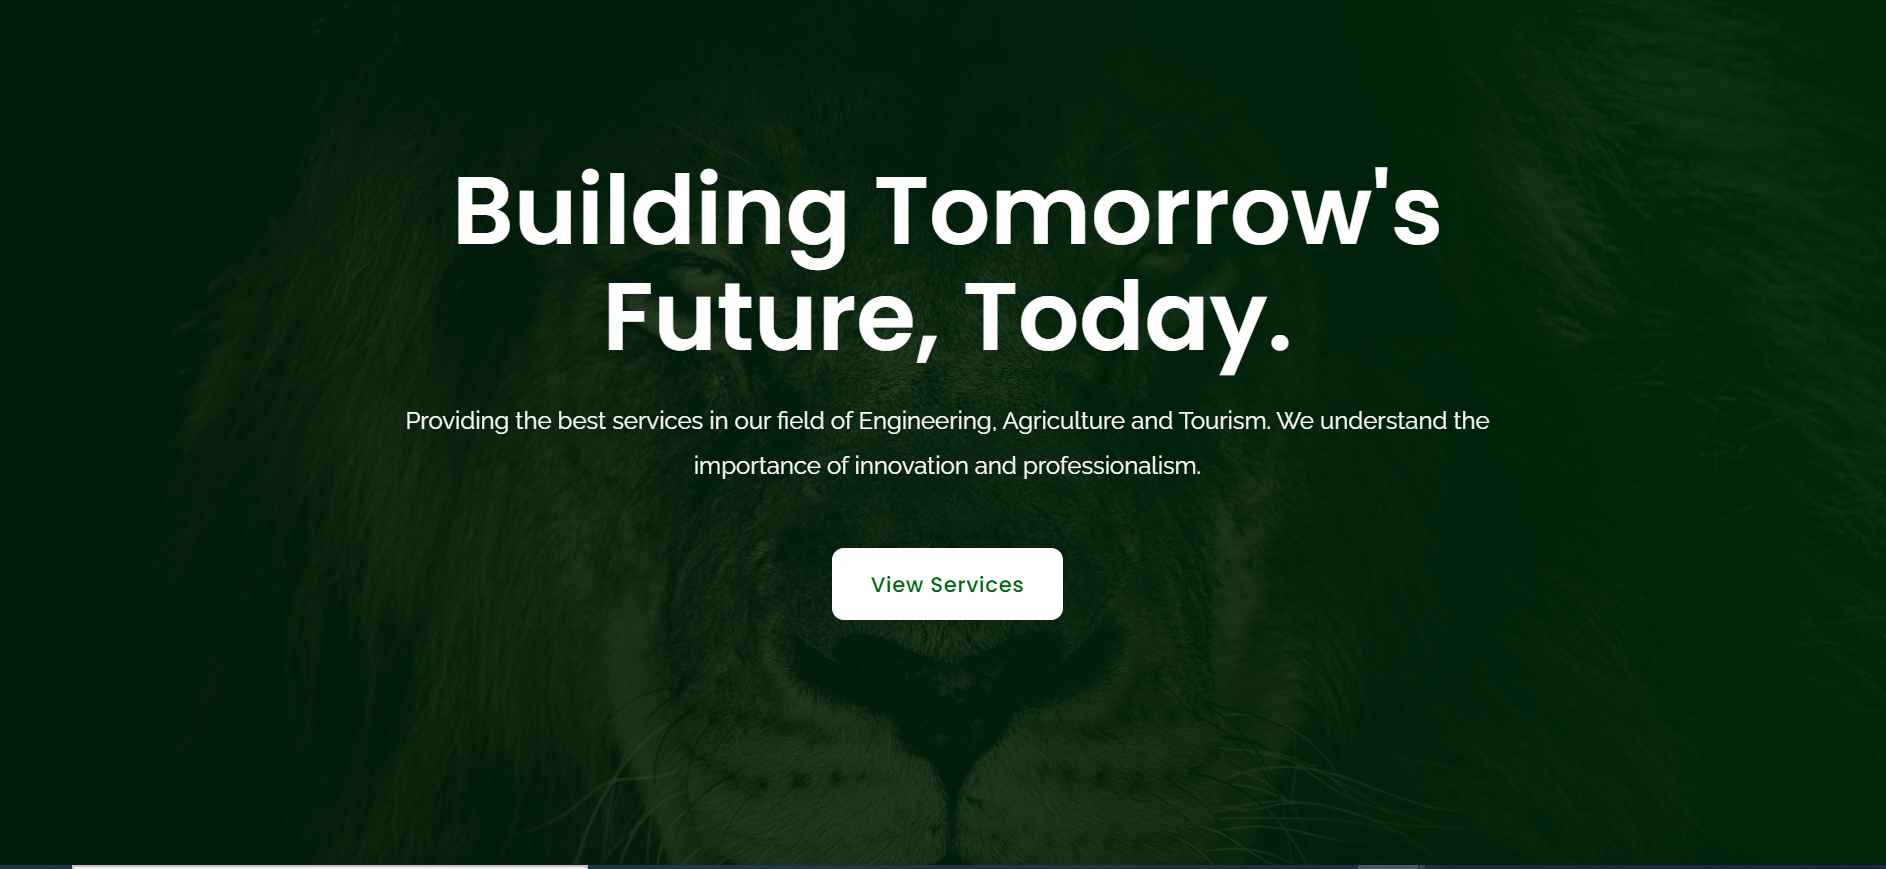 Building Tomorrow's
Future, Today.
Providing the best services in our field of Engineering, Agriculture and Tourism. We understand the
importance of innovation and professionalism.
View Services